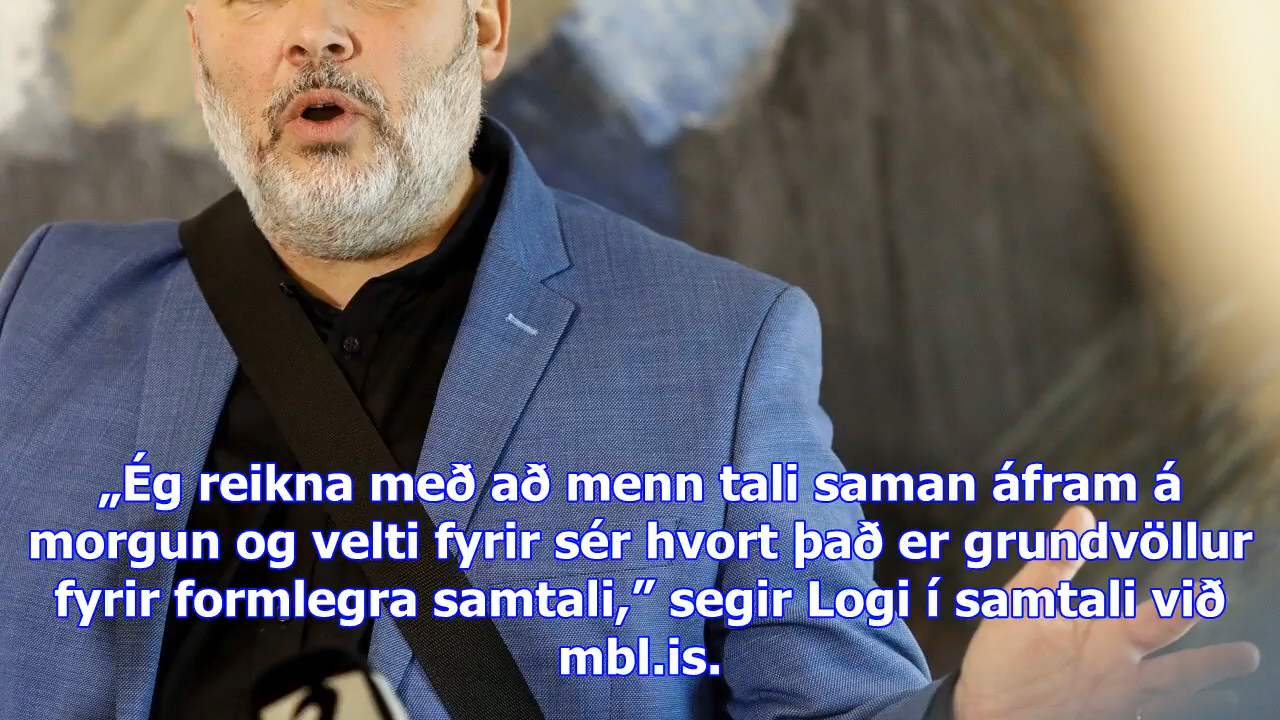 „Ég reikna með að menn tali saman áfram á
morgun og velti fyrir sér hvort það er grundvöllur
fyrir formlegra samtali,” segir Logi í samtali við
mbl.is.